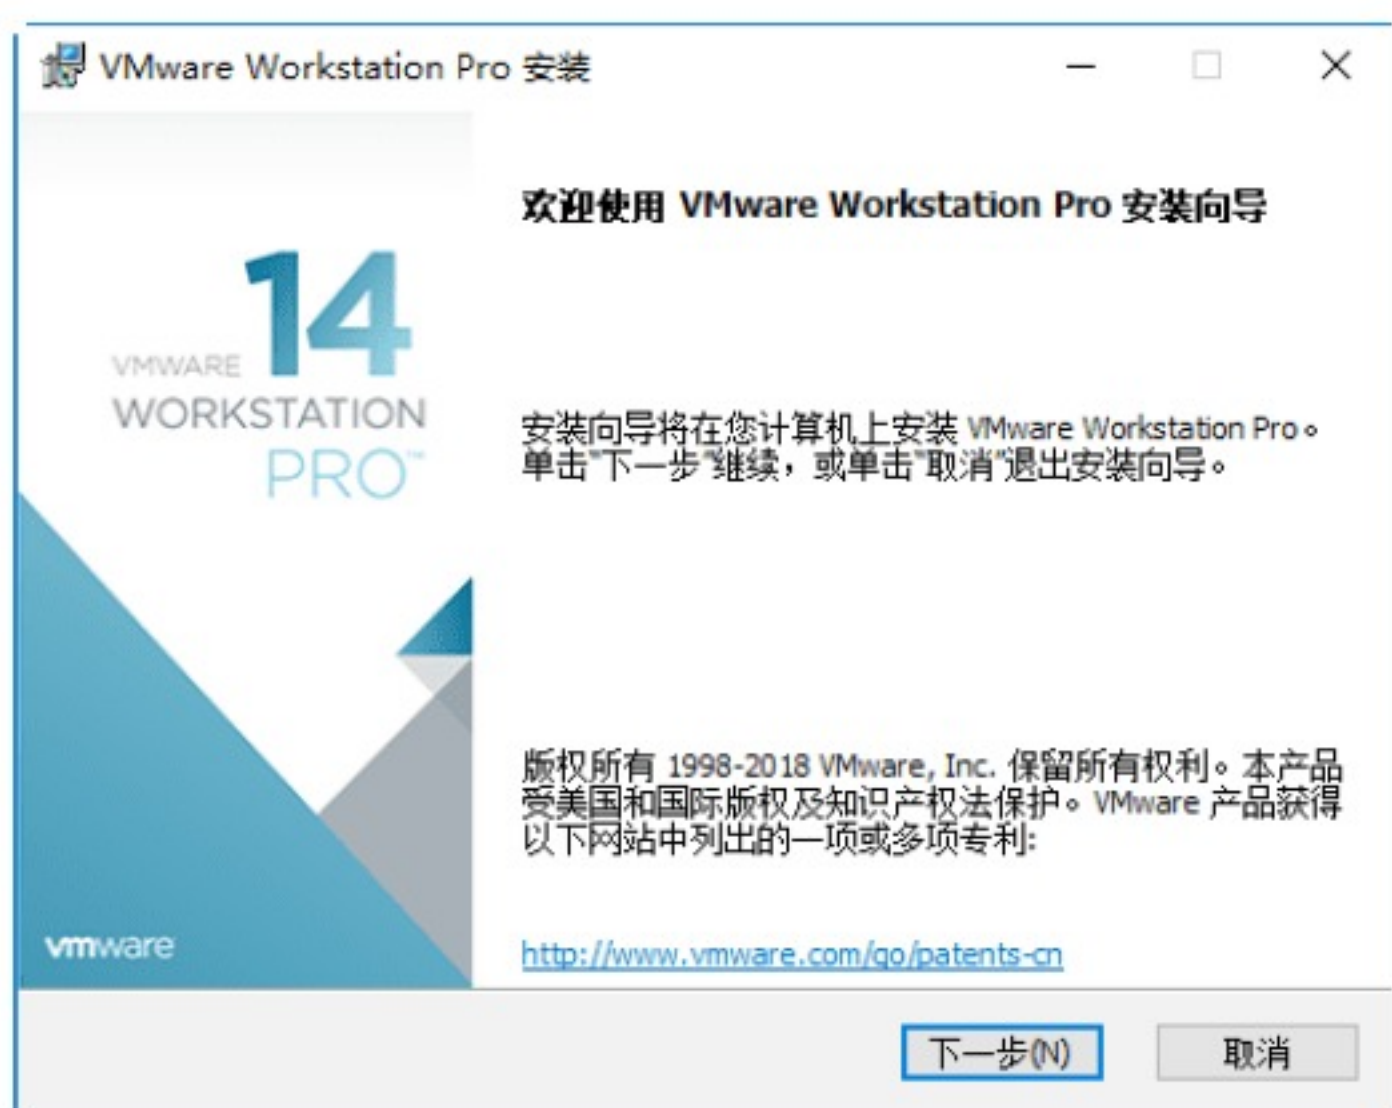 VMware Workstation Pro 安装
欢迎使用 VMware Workstation Pro 安装向导
14
VMWARE
WORKSTATION
PRO™
安装向导将在您计算机上安装 VMware Workstation Pro。
单击"下一步"继续，或单击"取消"退出安装向导。
版权所有 1998-2018 VMware, Inc. 保留所有权利。本产品
受美国和国际版权及知识产权法保护。VMware 产品获得
以下网站中列出的一项或多项专利:
vmware
http://www.vmware.com/go/patents-cn
下一步(N)
取消